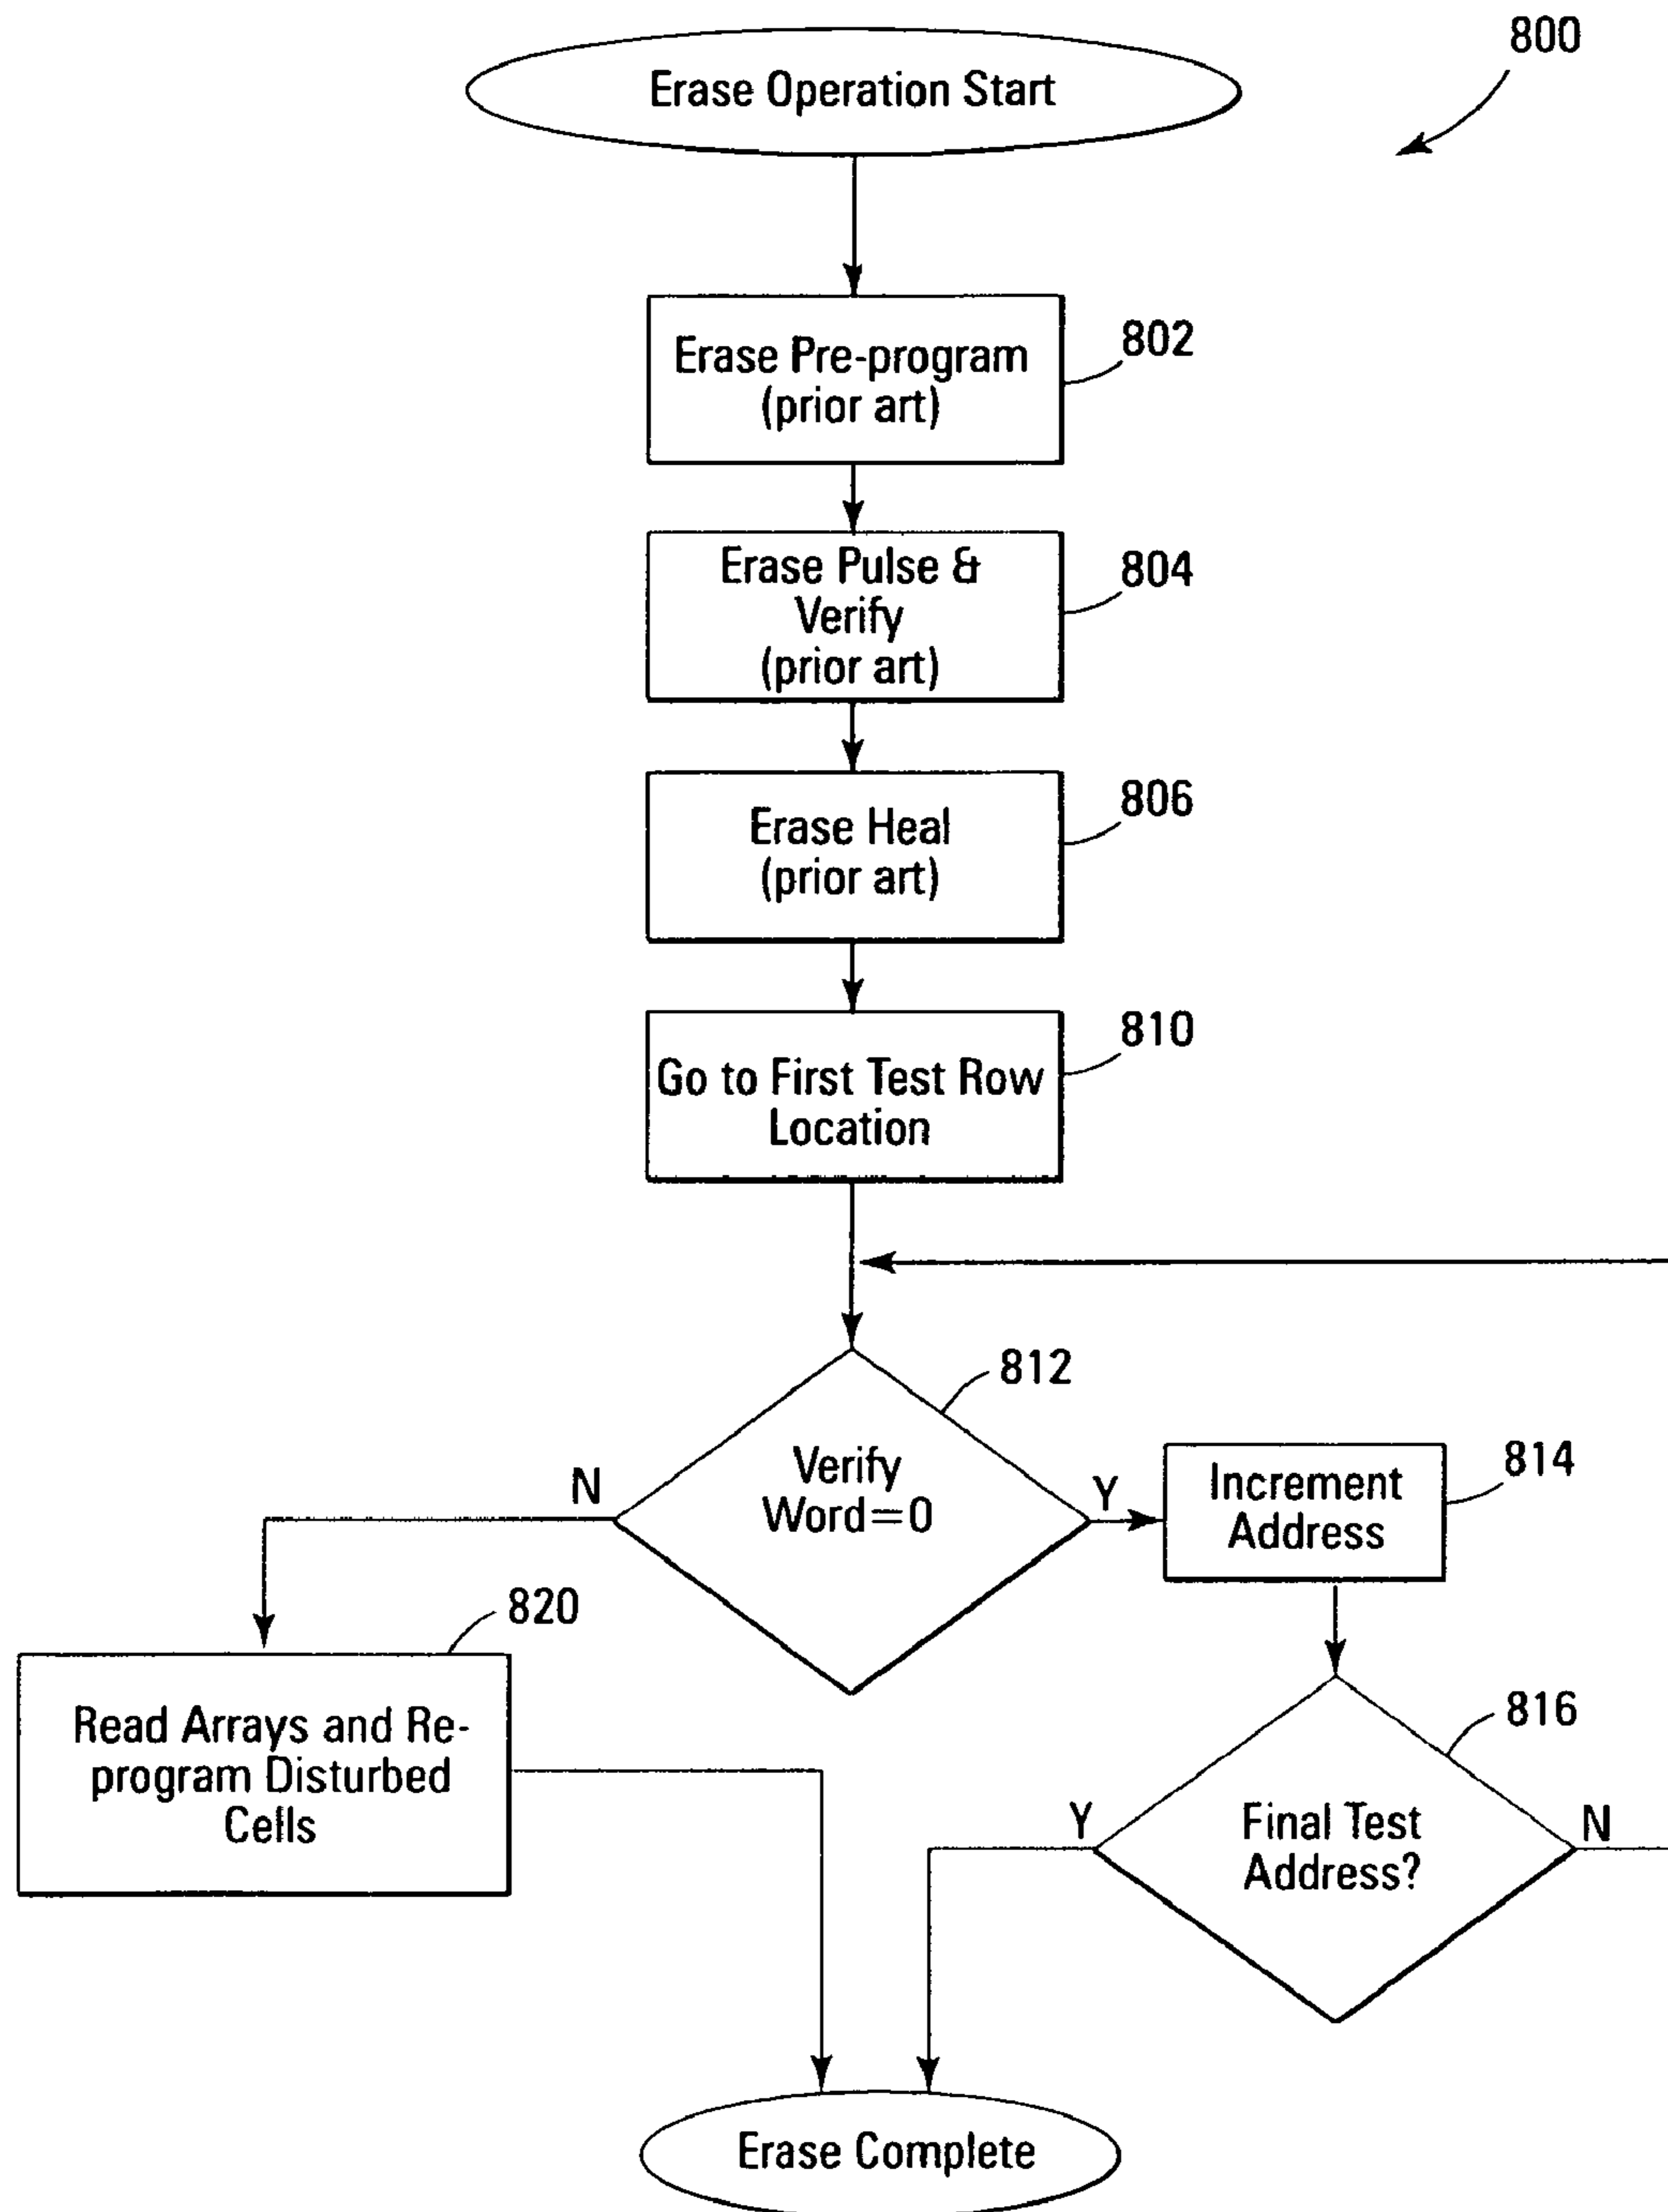 800
Erase Operation Start
802
Erase Pre-program
(prior art)
804
Erase Pulse &
Verify
(prior art)
806
Erase Heal
(prior art)
810
Go to First Test Row
Location
812
Verify
Word=0
N
Y
814
Increment
Address
820
Read Arrays and Re-
program Disturbed
Cells
816
Final Test
Address?
Y
N
Erase Complete